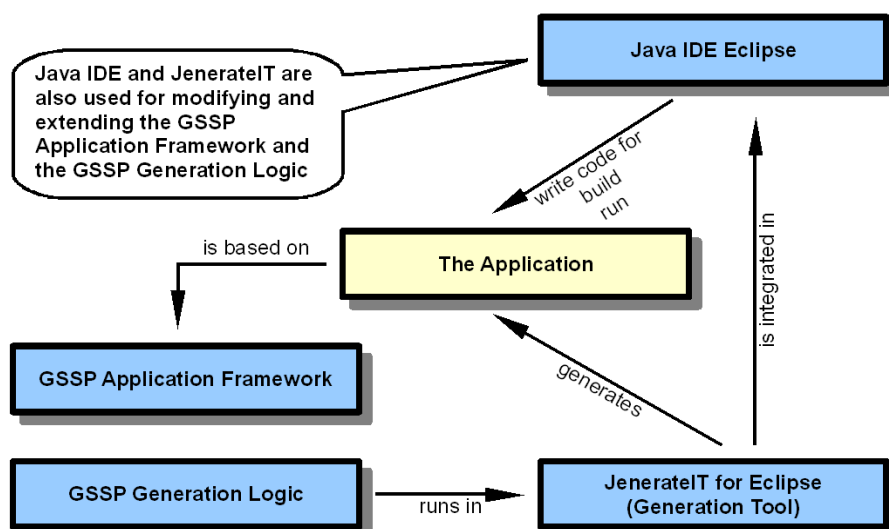 Java IDE Eclipse
Java IDE and JenerateIT are
also used for modifying and
extending the GSSP
Application Framework and
the GSSP Generation Logic
write code for
build
run
is based on
The Application
is integrated in
GSSP Application Framework
generates
GSSP Generation Logic
runs in
JenerateIT for Eclipse
(Generation Tool)